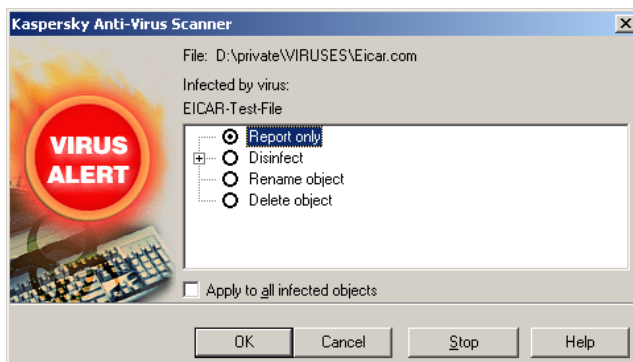 Kaspersky Anti-Virus Scanner
File: D:\private\VIRUSES\Eicar.com
Infected by virus:
EICAR-Test-File
VIRUS
ALERT
Report only
Disinfect
Rename object
Delete object
Apply to all infected objects
OK
Cancel
Stop
Help